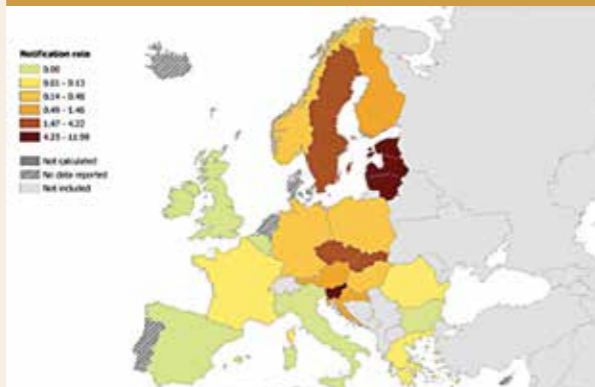 Notification rate
0.00
0.01 - 0.13
0.14 - 0.48
0.49 - 1.46
1.47 - 4.22
4.23 - 11.98
Not calculated
No data reported
Not included